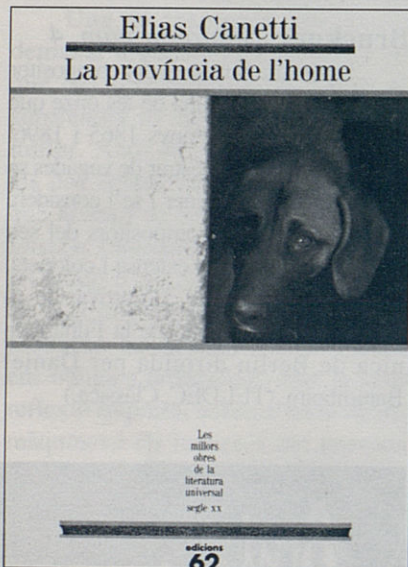 Elias Canetti
La província de l'home
Les
millors
obres
de la
literatura
universal
segle xx
edicions
62